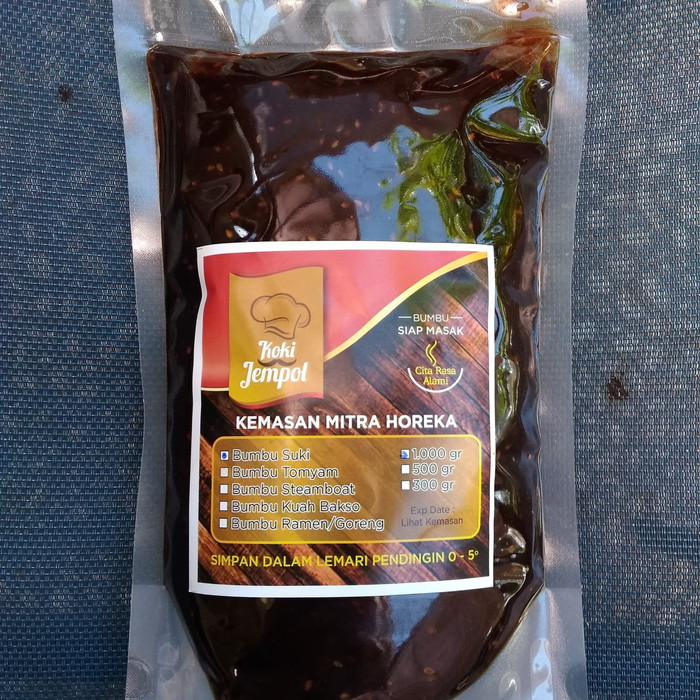 Koki
Jempol
BUMBU
SIAP MASAK
Cita Rasa
Alami
KEMASAN MITRA HOREKA
Bumbu Suki
Bumbu Tomyam
Bumbu Steamboat
Bumbu Kuah Bakso
Bumbu Ramen/Goreng
1.000 gr
500 gr
300 gr
Exp Date :
Lihat Kemasan
SIMPAN DALAM LEMARI PENDINGIN 0 - 5°